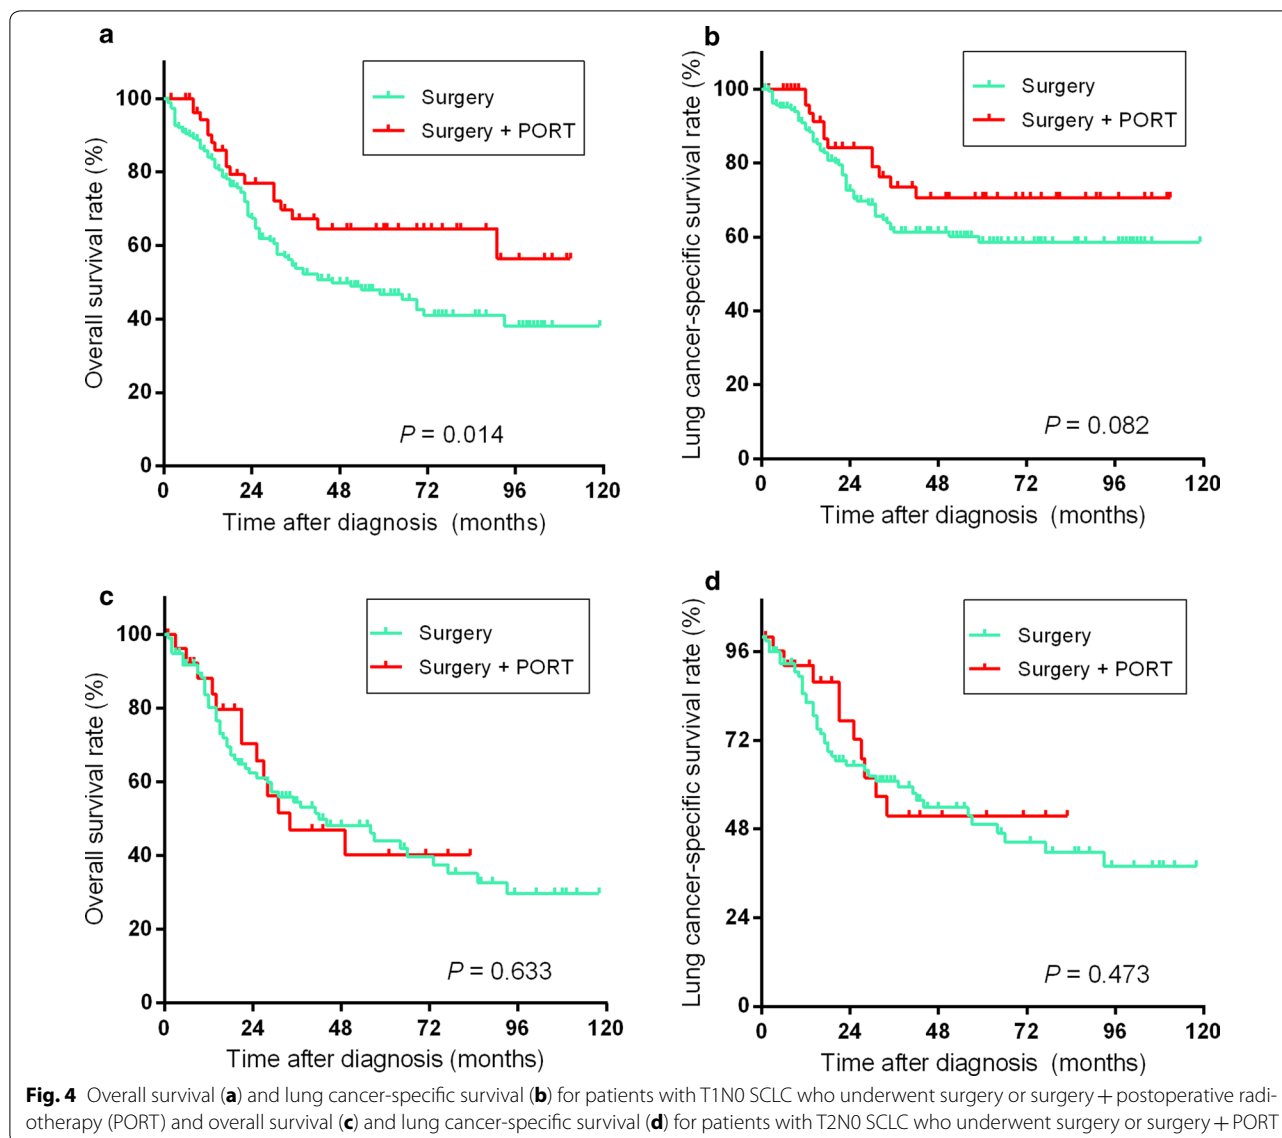 a
Overall survival rate (%)
100
80
60
40
20
0
0 24 48 72 96 120
Time after diagnosis (months)
Surgery
Surgery + PORT
P = 0.014
b
Lung cancer-specific survival rate (%)
100
80
60
40
20
0
0 24 48 72 96 120
Time after diagnosis (months)
Surgery
Surgery + PORT
P = 0.082
c
Overall survival rate (%)
100
80
60
40
20
0
0 24 48 72 96 120
Time after diagnosis (months)
Surgery
Surgery + PORT
P = 0.633
d
Lung cancer-specific survival rate (%)
96
72
48
24
0
0 24 48 72 96 120
Time after diagnosis (months)
Surgery
Surgery + PORT
P = 0.473
Fig. 4 Overall survival (a) and lung cancer-specific survival (b) for patients with T1N0 SCLC who underwent surgery or surgery + postoperative radi-
otherapy (PORT) and overall survival (c) and lung cancer-specific survival (d) for patients with T2N0 SCLC who underwent surgery or surgery + PORT